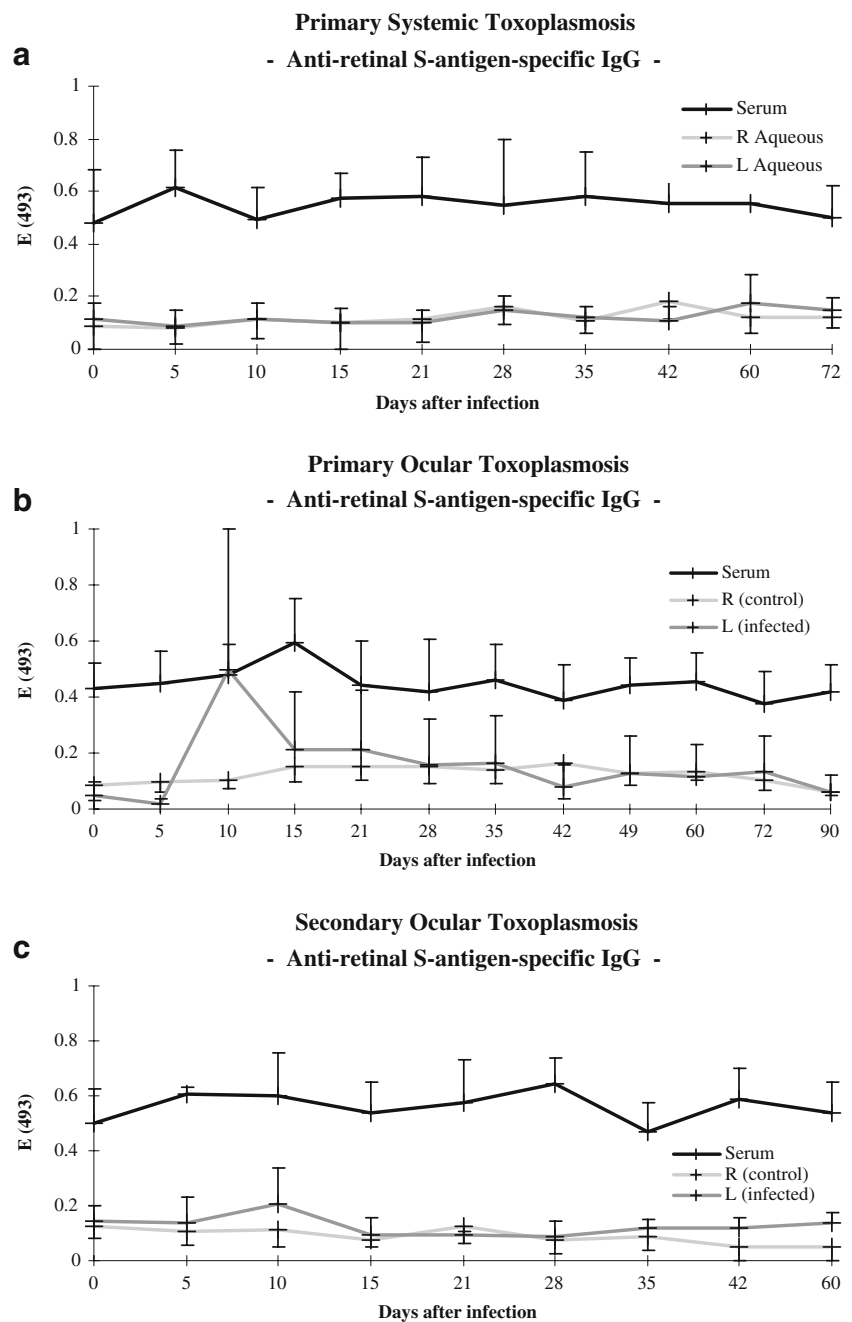 Primary Systemic Toxoplasmosis
a
- Anti-retinal S-antigen-specific IgG -
1
0.8
0.6
0.4
0.2
0
E (493)
Serum
R Aqueous
L Aqueous
0 5 10 15 21 28 35 42 60 72
Days after infection
Primary Ocular Toxoplasmosis
b
- Anti-retinal S-antigen-specific IgG -
1
0.8
0.6
0.4
0.2
0
E (493)
Serum
R (control)
L (infected)
0 5 10 15 21 28 35 42 49 60 72 90
Days after infection
Secondary Ocular Toxoplasmosis
c
- Anti-retinal S-antigen-specific IgG -
1
0.8
0.6
0.4
0.2
0
E (493)
Serum
R (control)
L (infected)
0 5 10 15 21 28 35 42 60
Days after infection